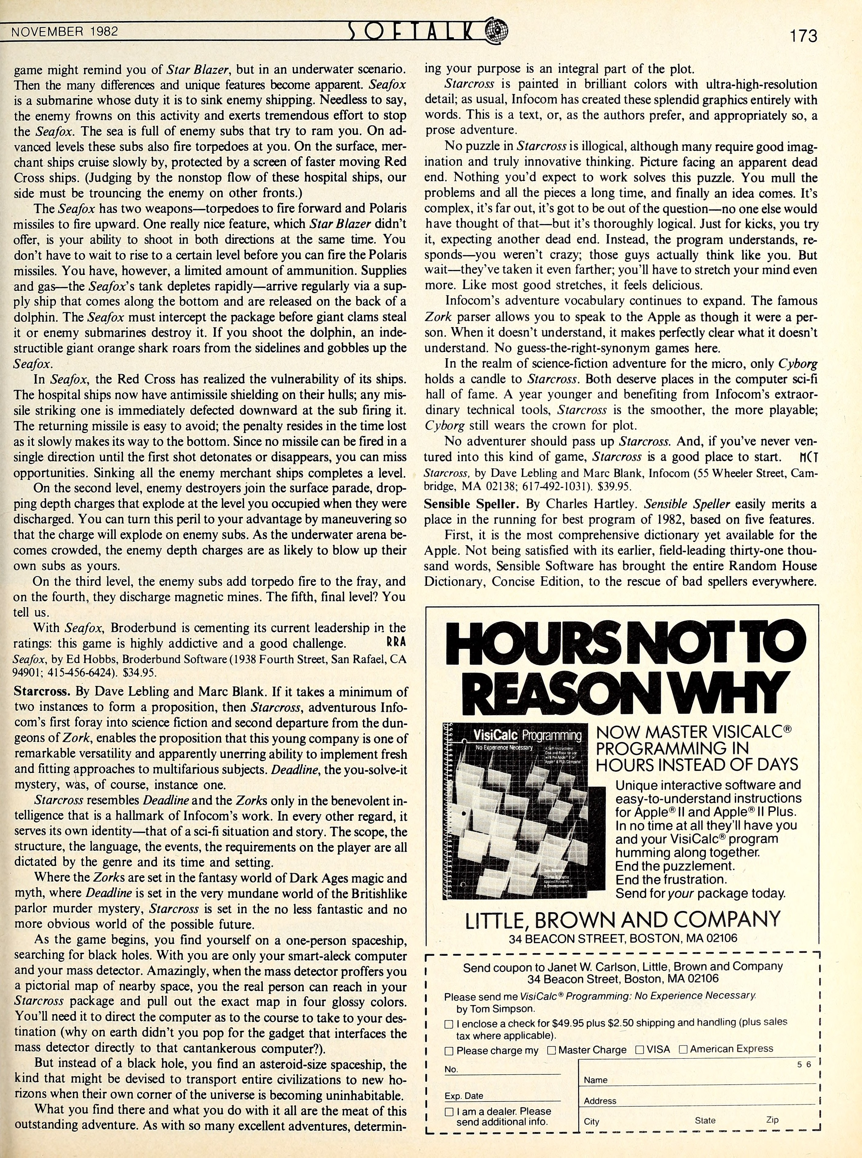 NOVEMBER 1982
SOFTALK
173
game might remind you of Star Blazer, but in an underwater scenario.
Then the many differences and unique features become apparent. Seafox
is a submarine whose duty it is to sink enemy shipping. Needless to say,
the enemy frowns on this activity and exerts tremendous effort to stop
the Seafox. The sea is full of enemy subs that try to ram you. On ad-
vanced levels these subs also fire torpedoes at you. On the surface, mer-
chant ships cruise slowly by, protected by a screen of faster moving Red
Cross ships. (Judging by the nonstop flow of these hospital ships, our
side must be trouncing the enemy on other fronts.)
The Seafox has two weapons—torpedoes to fire forward and Polaris
missiles to fire upward. One really nice feature, which Star Blazer didn't
offer, is your ability to shoot in both directions at the same time. You
don't have to wait to rise to a certain level before you can fire the Polaris
missiles. You have, however, a limited amount of ammunition. Supplies
and gas—the Seafox's tank depletes rapidly—arrive regularly via a sup-
ply ship that comes along the bottom and are released on the back of a
dolphin. The Seafox must intercept the package before giant clams steal
it or enemy submarines destroy it. If you shoot the dolphin, an inde-
structible giant orange shark roars from the sidelines and gobbles up the
Seafox.
In Seafox, the Red Cross has realized the vulnerability of its ships.
The hospital ships now have antimissile shielding on their hulls; any mis-
sile striking one is immediately defected downward at the sub firing it.
The returning missile is easy to avoid; the penalty resides in the time lost
as it slowly makes its way to the bottom. Since no missile can be fired in a
single direction until the first shot detonates or disappears, you can miss
opportunities. Sinking all the enemy merchant ships completes a level.
On the second level, enemy destroyers join the surface parade, drop-
ping depth charges that explode at the level you occupied when they were
discharged. You can turn this peril to your advantage by maneuvering so
that the charge will explode on enemy subs. As the underwater arena be-
comes crowded, the enemy depth charges are as likely to blow up their
own subs as yours.
On the third level, the enemy subs add torpedo fire to the fray, and
on the fourth, they discharge magnetic mines. The fifth, final level? You
tell us.
With Seafox, Broderbund is cementing its current leadership in the
ratings: this game is highly addictive and a good challenge. RRA
Seafox, by Ed Hobbs, Broderbund Software (1938 Fourth Street, San Rafael, CA
94901; 415-456-6424). $34.95.
Starcross. By Dave Lebling and Marc Blank. If it takes a minimum of
two instances to form a proposition, then Starcross, adventurous Info-
com's first foray into science fiction and second departure from the dun-
geons of Zork, enables the proposition that this young company is one of
remarkable versatility and apparently unerring ability to implement fresh
and fitting approaches to multifarious subjects. Deadline, the you-solve-it
mystery, was, of course, instance one.
Starcross resembles Deadline and the Zorks only in the benevolent in-
telligence that is a hallmark of Infocom's work. In every other regard, it
serves its own identity—that of a sci-fi situation and story. The scope, the
structure, the language, the events, the requirements on the player are all
dictated by the genre and its time and setting.
Where the Zorks are set in the fantasy world of Dark Ages magic and
myth, where Deadline is set in the very mundane world of the Britishlike
parlor murder mystery, Starcross is set in the no less fantastic and no
more obvious world of the possible future.
As the game begins, you find yourself on a one-person spaceship,
searching for black holes. With you are only your smart-aleck computer
and your mass detector. Amazingly, when the mass detector proffers you
a pictorial map of nearby space, you the real person can reach in your
Starcross package and pull out the exact map in four glossy colors.
You'll need it to direct the computer as to the course to take to your des-
tination (why on earth didn't you pop for the gadget that interfaces the
mass detector directly to that cantankerous computer?).
But instead of a black hole, you find an asteroid-size spaceship, the
kind that might be devised to transport entire civilizations to new ho-
rizons when their own corner of the universe is becoming uninhabitable.
What you find there and what you do with it all are the meat of this
outstanding adventure. As with so many excellent adventures, determin-
ing your purpose is an integral part of the plot.
Starcross is painted in brilliant colors with ultra-high-resolution
detail; as usual, Infocom has created these splendid graphics entirely with
words. This is a text, or, as the authors prefer, and appropriately so, a
prose adventure.
No puzzle in Starcross is illogical, although many require good imag-
ination and truly innovative thinking. Picture facing an apparent dead
end. Nothing you'd expect to work solves this puzzle. You mull the
problems and all the pieces a long time, and finally an idea comes. It's
complex, it's far out, it's got to be out of the question—no one else would
have thought of that—but it's thoroughly logical. Just for kicks, you try
it, expecting another dead end. Instead, the program understands, re-
sponds—you weren't crazy; those guys actually think like you. But
wait—they've taken it even farther; you'll have to stretch your mind even
more. Like most good stretches, it feels delicious.
Infocom's adventure vocabulary continues to expand. The famous
Zork parser allows you to speak to the Apple as though it were a per-
son. When it doesn't understand, it makes perfectly clear what it doesn't
understand. No guess-the-right-synonym games here.
In the realm of science-fiction adventure for the micro, only Cyborg
holds a candle to Starcross. Both deserve places in the computer sci-fi
hall of fame. A year younger and benefiting from Infocom's extraor-
dinary technical tools, Starcross is the smoother, the more playable;
Cyborg still wears the crown for plot.
No adventurer should pass up Starcross. And, if you've never ven-
tured into this kind of game, Starcross is a good place to start. MCT
Starcross, by Dave Lebling and Marc Blank, Infocom (55 Wheeler Street, Cam-
bridge, MA 02138; 617-492-1031). $39.95.
Sensible Speller. By Charles Hartley. Sensible Speller easily merits a
place in the running for best program of 1982, based on five features.
First, it is the most comprehensive dictionary yet available for the
Apple. Not being satisfied with its earlier, field-leading thirty-one thou-
sand words, Sensible Software has brought the entire Random House
Dictionary, Concise Edition, to the rescue of bad spellers everywhere.
HOURS NOT TO
REASON WHY
VisiCalc Programming
No Experience Necessary
NOW MASTER VISICALC®
PROGRAMMING IN
HOURS INSTEAD OF DAYS
Unique interactive software and
easy-to-understand instructions
for Apple® II and Apple® II Plus.
In no time at all they'll have you
and your VisiCalc® program
humming along together.
End the puzzlement.
End the frustration.
Send for your package today.
LITTLE, BROWN AND COMPANY
34 BEACON STREET, BOSTON, MA 02106
Send coupon to Janet W. Carlson, Little, Brown and Company
34 Beacon Street, Boston, MA 02106
Please send me VisiCalc® Programming: No Experience Necessary.
by Tom Simpson.
I enclose a check for $49.95 plus $2.50 shipping and handling (plus sales
tax where applicable).
Please charge my Master Charge VISA American Express
No.
Exp. Date
I am a dealer. Please
send additional info.
5 6
Name
Address
City State Zip